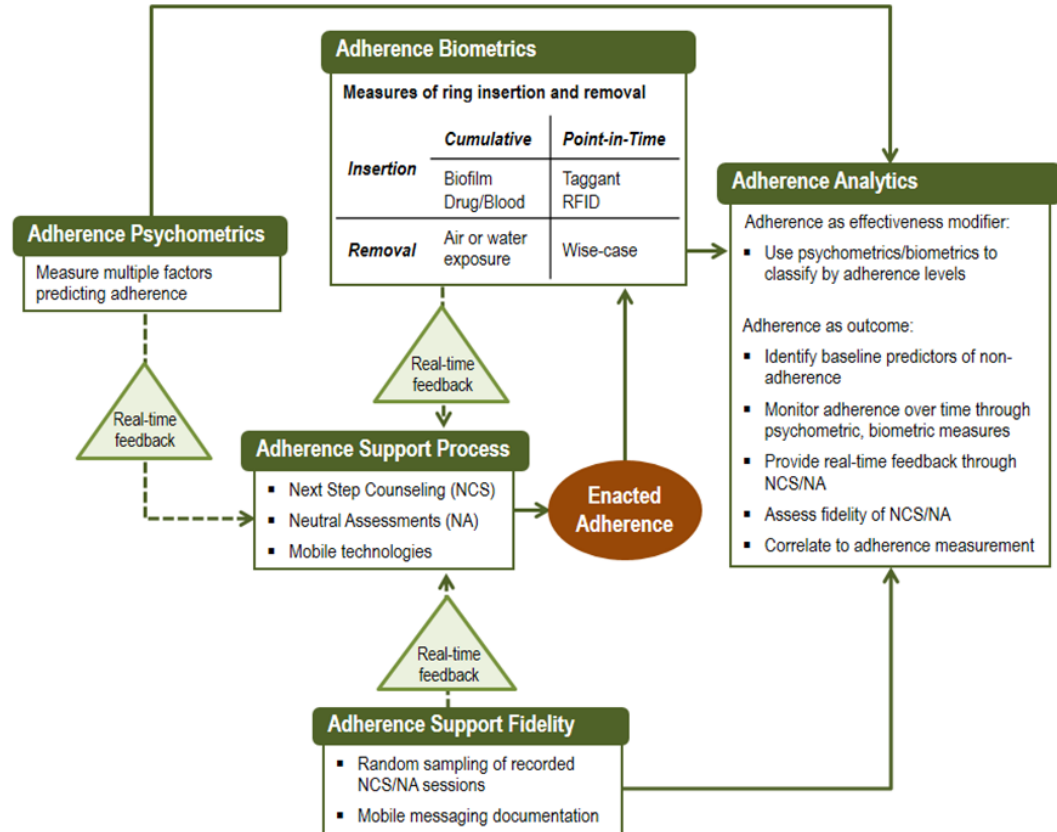 Adherence Biometrics
Measures of ring insertion and removal
Cumulative Point-in-Time
Insertion
Biofilm Taggant
Drug/Blood RFID
Removal
Air or water
exposure
Wise-case
Adherence Psychometrics
Measure multiple factors
predicting adherence
Real-time
feedback
Real-time
feedback
Adherence Support Process
▪ Next Step Counseling (NCS)
▪ Neutral Assessments (NA)
▪ Mobile technologies
Enacted
Adherence
Real-time
feedback
Adherence Support Fidelity
▪ Random sampling of recorded
NCS/NA sessions
▪ Mobile messaging documentation
Adherence Analytics
Adherence as effectiveness modifier:
▪ Use psychometrics/biometrics to
classify by adherence levels
Adherence as outcome:
▪ Identify baseline predictors of non-
adherence
▪ Monitor adherence over time through
psychometric, biometric measures
▪ Provide real-time feedback through
NCS/NA
▪ Assess fidelity of NCS/NA
▪ Correlate to adherence measurement